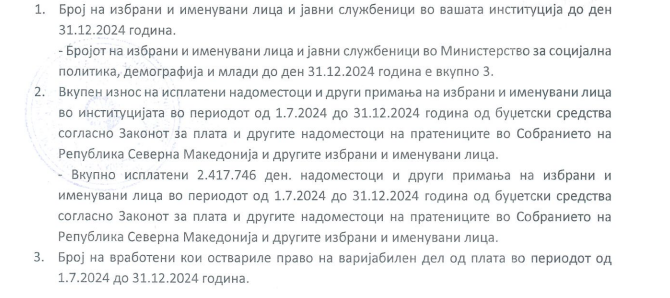 1. Број на избрани и именувани лица и јавни службеници во вашата институција до ден
31.12.2024 година.
- Бројот на избрани и именувани лица и јавни службеници во Министерство за социјална
политика, демографија и млади до ден 31.12.2024 година е вкупно 3.
2. Вкупен износ на исплатени надоместоци и други примања на избрани и именувани лица
во институцијата во периодот од 1.7.2024 до 31.12.2024 година од буџетски средства
согласно Законот за плата и другите надоместоци на пратениците во Собранието на
Република Северна Македонија и другите избрани и именувани лица.
- Вкупно исплатени 2.417.746 ден. надоместоци и други примања на избрани и
именувани лица во периодот од 1.7.2024 до 31.12.2024 година од буџетски средства
согласно Законот за плата и другите надоместоци на пратениците во Собранието на
Република Северна Македонија и другите избрани и именувани лица.
3. Број на вработени кои оствариле право на варијабилен дел од плата во периодот од
1.7.2024 до 31.12.2024 година.